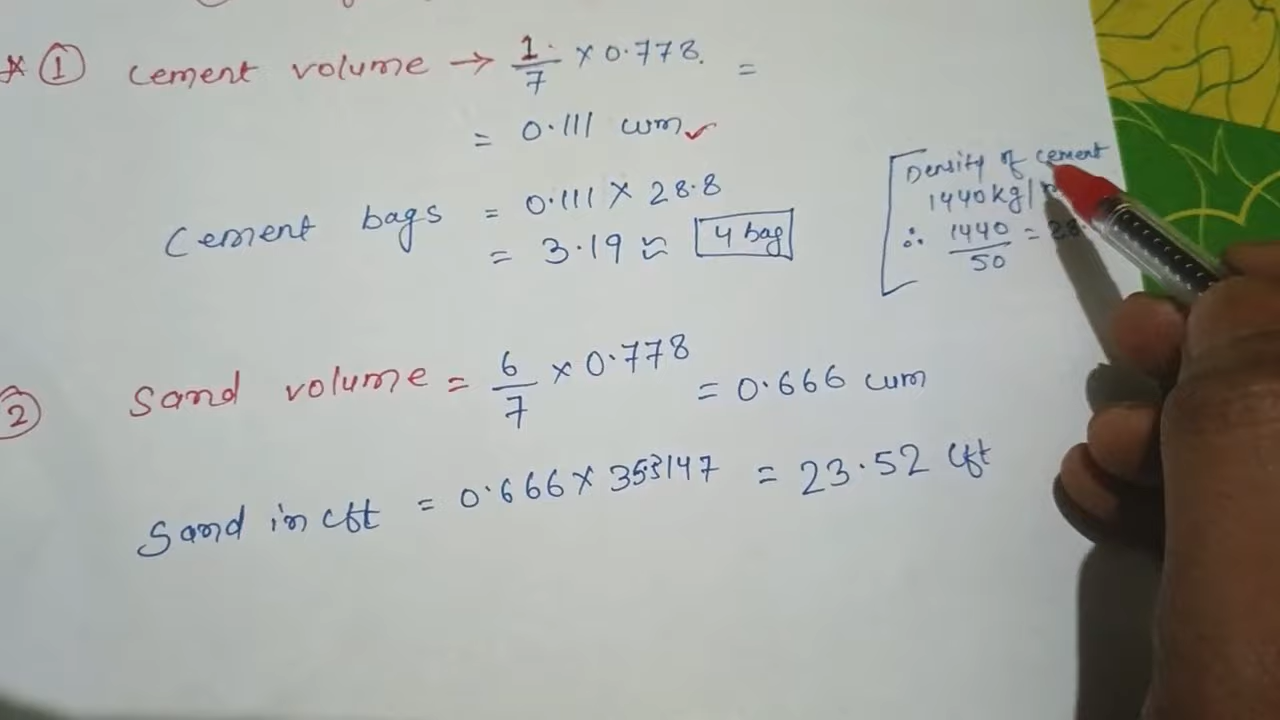 * ① Cement volume → 1/7 × 0.778. =
= 0.111 cum ✓
Cement bags = 0.111 × 28.8
= 3.19 ≈ 4 bag
[Density of cement
1440kg/
∴ 1440/50 = 28.
② Sand volume = 6/7 × 0.778
= 0.666 cum
Sand in cft = 0.666 × 353147 = 23.52 cft